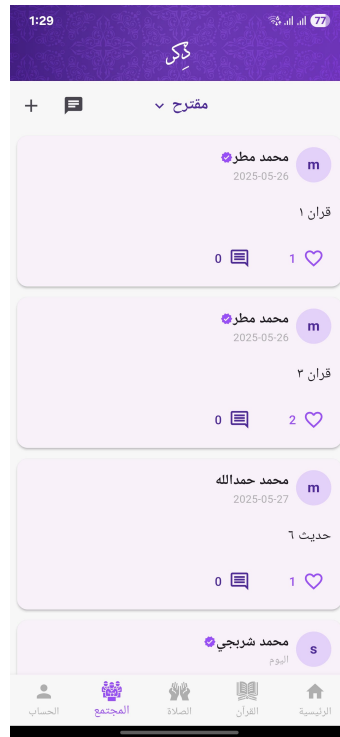 1:29
77
ذِكر
مقترح
m
محمد مطر
2025-05-26
قران ١
1
0
m
محمد مطر
2025-05-26
قران ٣
2
0
m
محمد حمدالله
2025-05-27
حديث ٦
1
0
s
محمد شربجي
اليوم
الرئيسية
القرآن
الصلاة
المجتمع
الحساب